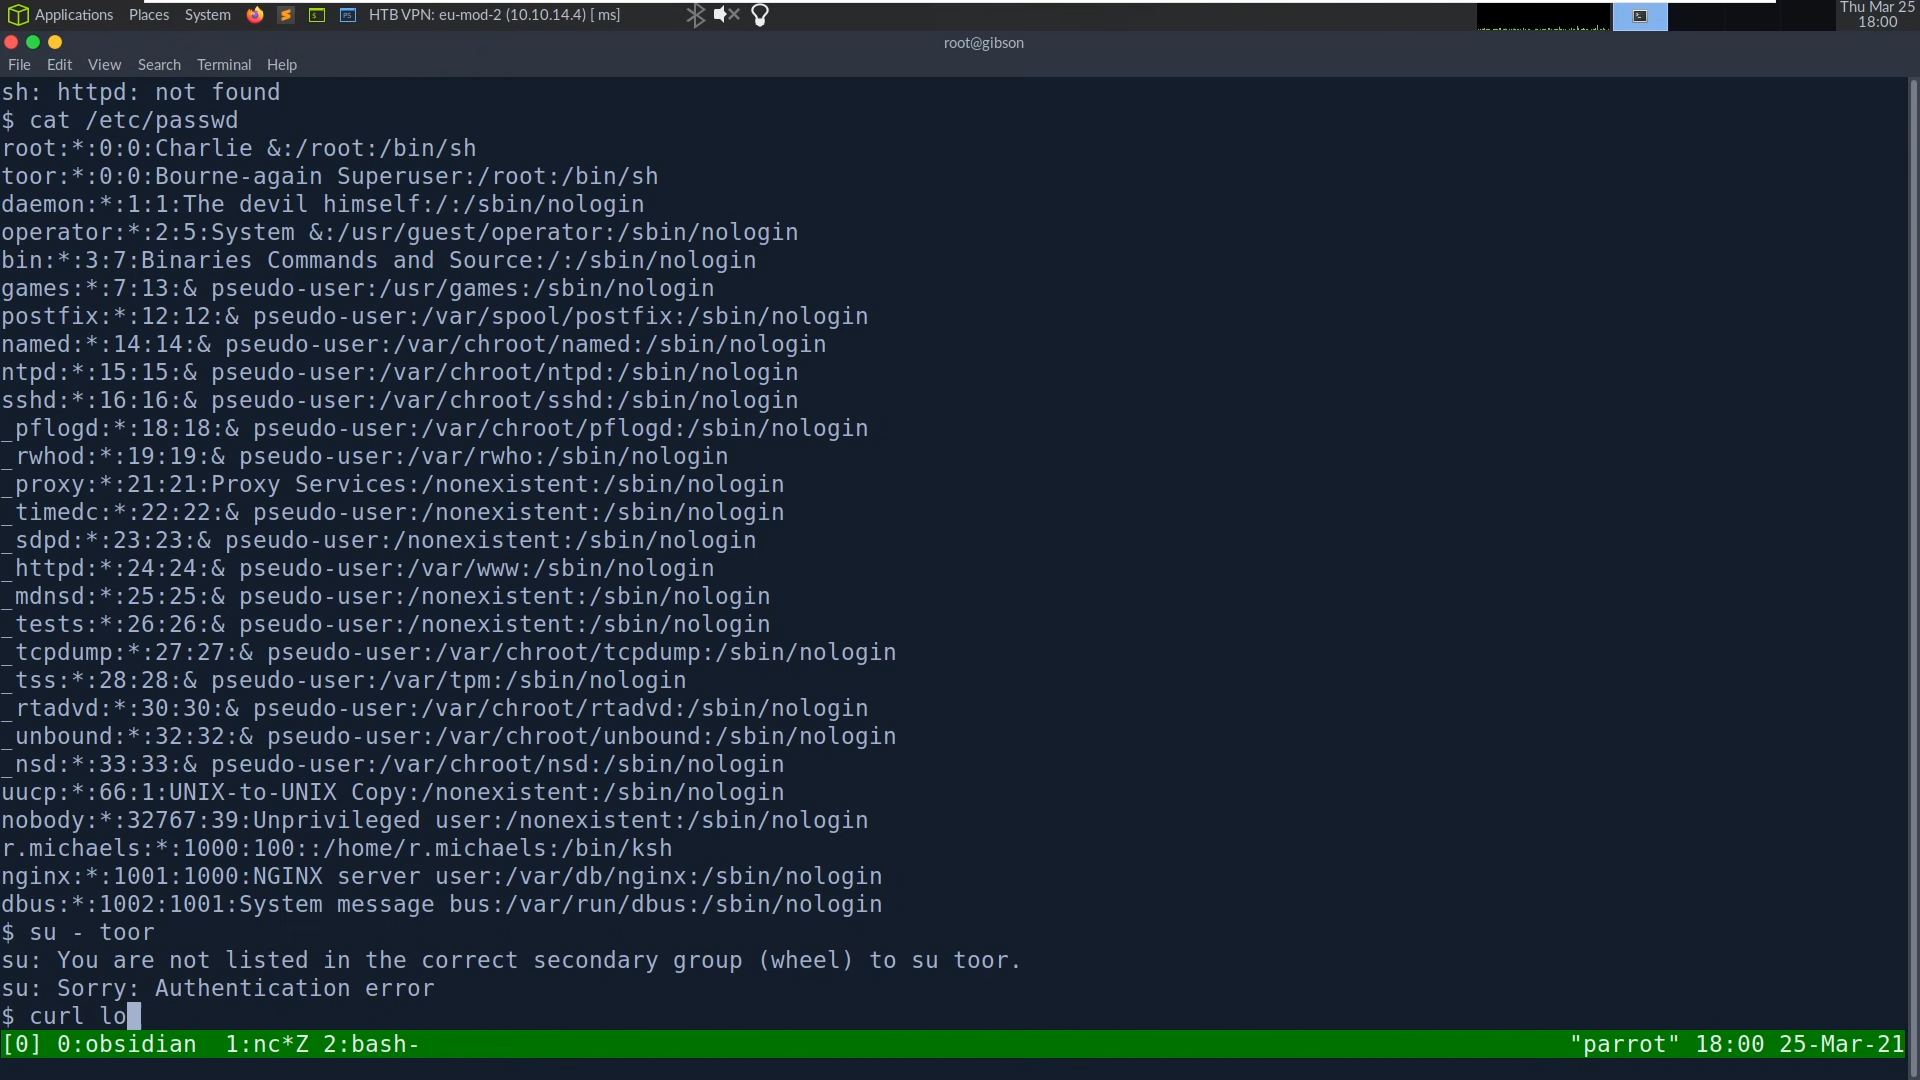 Applications Places System HTB VPN: eu-mod-2 (10.10.14.4) [ ms] Thu Mar 25
18:00
root@gibson
File Edit View Search Terminal Help
sh: httpd: not found
$ cat /etc/passwd
root:*:0:0:Charlie &:/root:/bin/sh
toor:*:0:0:Bourne-again Superuser:/root:/bin/sh
daemon:*:1:1:The devil himself:/:/sbin/nologin
operator:*:2:5:System &:/usr/guest/operator:/sbin/nologin
bin:*:3:7:Binaries Commands and Source:/:/sbin/nologin
games:*:7:13:& pseudo-user:/usr/games:/sbin/nologin
postfix:*:12:12:& pseudo-user:/var/spool/postfix:/sbin/nologin
named:*:14:14:& pseudo-user:/var/chroot/named:/sbin/nologin
ntpd:*:15:15:& pseudo-user:/var/chroot/ntpd:/sbin/nologin
sshd:*:16:16:& pseudo-user:/var/chroot/sshd:/sbin/nologin
_pflogd:*:18:18:& pseudo-user:/var/chroot/pflogd:/sbin/nologin
_rwhod:*:19:19:& pseudo-user:/var/rwho:/sbin/nologin
_proxy:*:21:21:Proxy Services:/nonexistent:/sbin/nologin
_timedc:*:22:22:& pseudo-user:/nonexistent:/sbin/nologin
_sdpd:*:23:23:& pseudo-user:/nonexistent:/sbin/nologin
_httpd:*:24:24:& pseudo-user:/var/www:/sbin/nologin
_mdnsd:*:25:25:& pseudo-user:/nonexistent:/sbin/nologin
_tests:*:26:26:& pseudo-user:/nonexistent:/sbin/nologin
_tcpdump:*:27:27:& pseudo-user:/var/chroot/tcpdump:/sbin/nologin
_tss:*:28:28:& pseudo-user:/var/tpm:/sbin/nologin
_rtadvd:*:30:30:& pseudo-user:/var/chroot/rtadvd:/sbin/nologin
_unbound:*:32:32:& pseudo-user:/var/chroot/unbound:/sbin/nologin
_nsd:*:33:33:& pseudo-user:/var/chroot/nsd:/sbin/nologin
uucp:*:66:1:UNIX-to-UNIX Copy:/nonexistent:/sbin/nologin
nobody:*:32767:39:Unprivileged user:/nonexistent:/sbin/nologin
r.michaels:*:1000:100::/home/r.michaels:/bin/ksh
nginx:*:1001:1000:NGINX server user:/var/db/nginx:/sbin/nologin
dbus:*:1002:1001:System message bus:/var/run/dbus:/sbin/nologin
$ su - toor
su: You are not listed in the correct secondary group (wheel) to su toor.
su: Sorry: Authentication error
$ curl lo
[0] 0:obsidian  1:nc*Z 2:bash- "parrot" 18:00 25-Mar-21